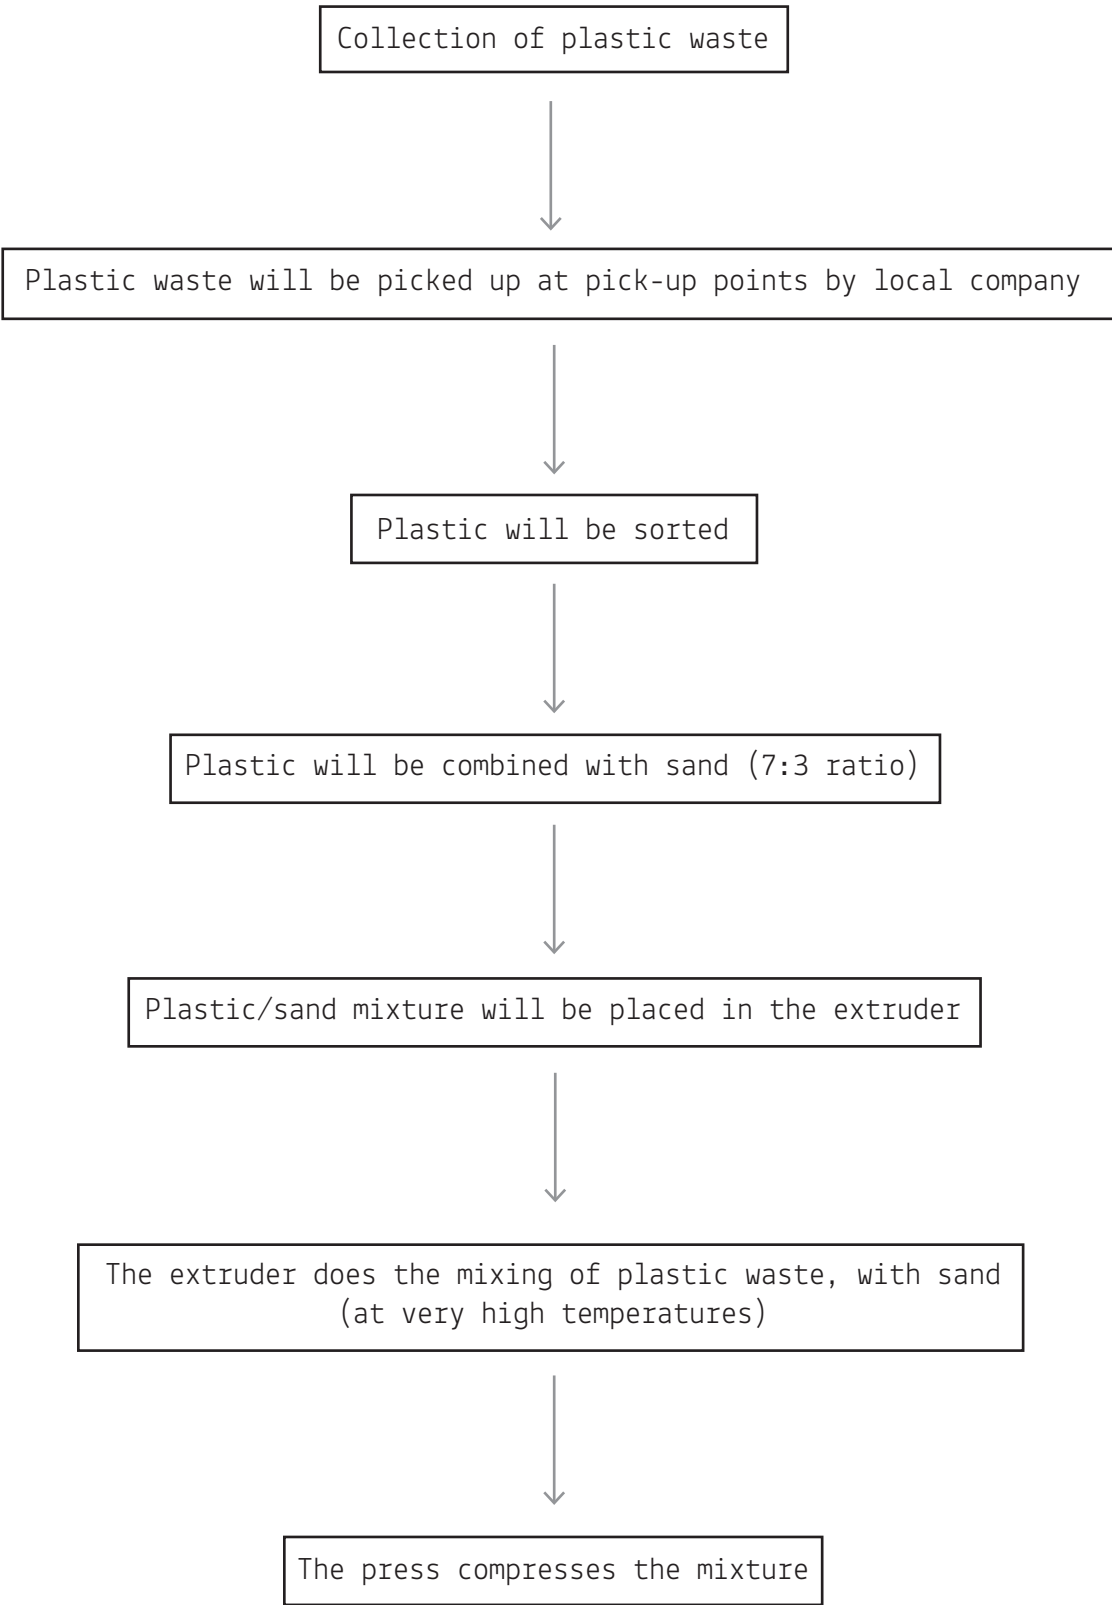 Collection of plastic waste
Plastic waste will be picked up at pick-up points by local company
Plastic will be sorted
Plastic will be combined with sand (7:3 ratio)
Plastic/sand mixture will be placed in the extruder
The extruder does the mixing of plastic waste, with sand
(at very high temperatures)
The press compresses the mixture